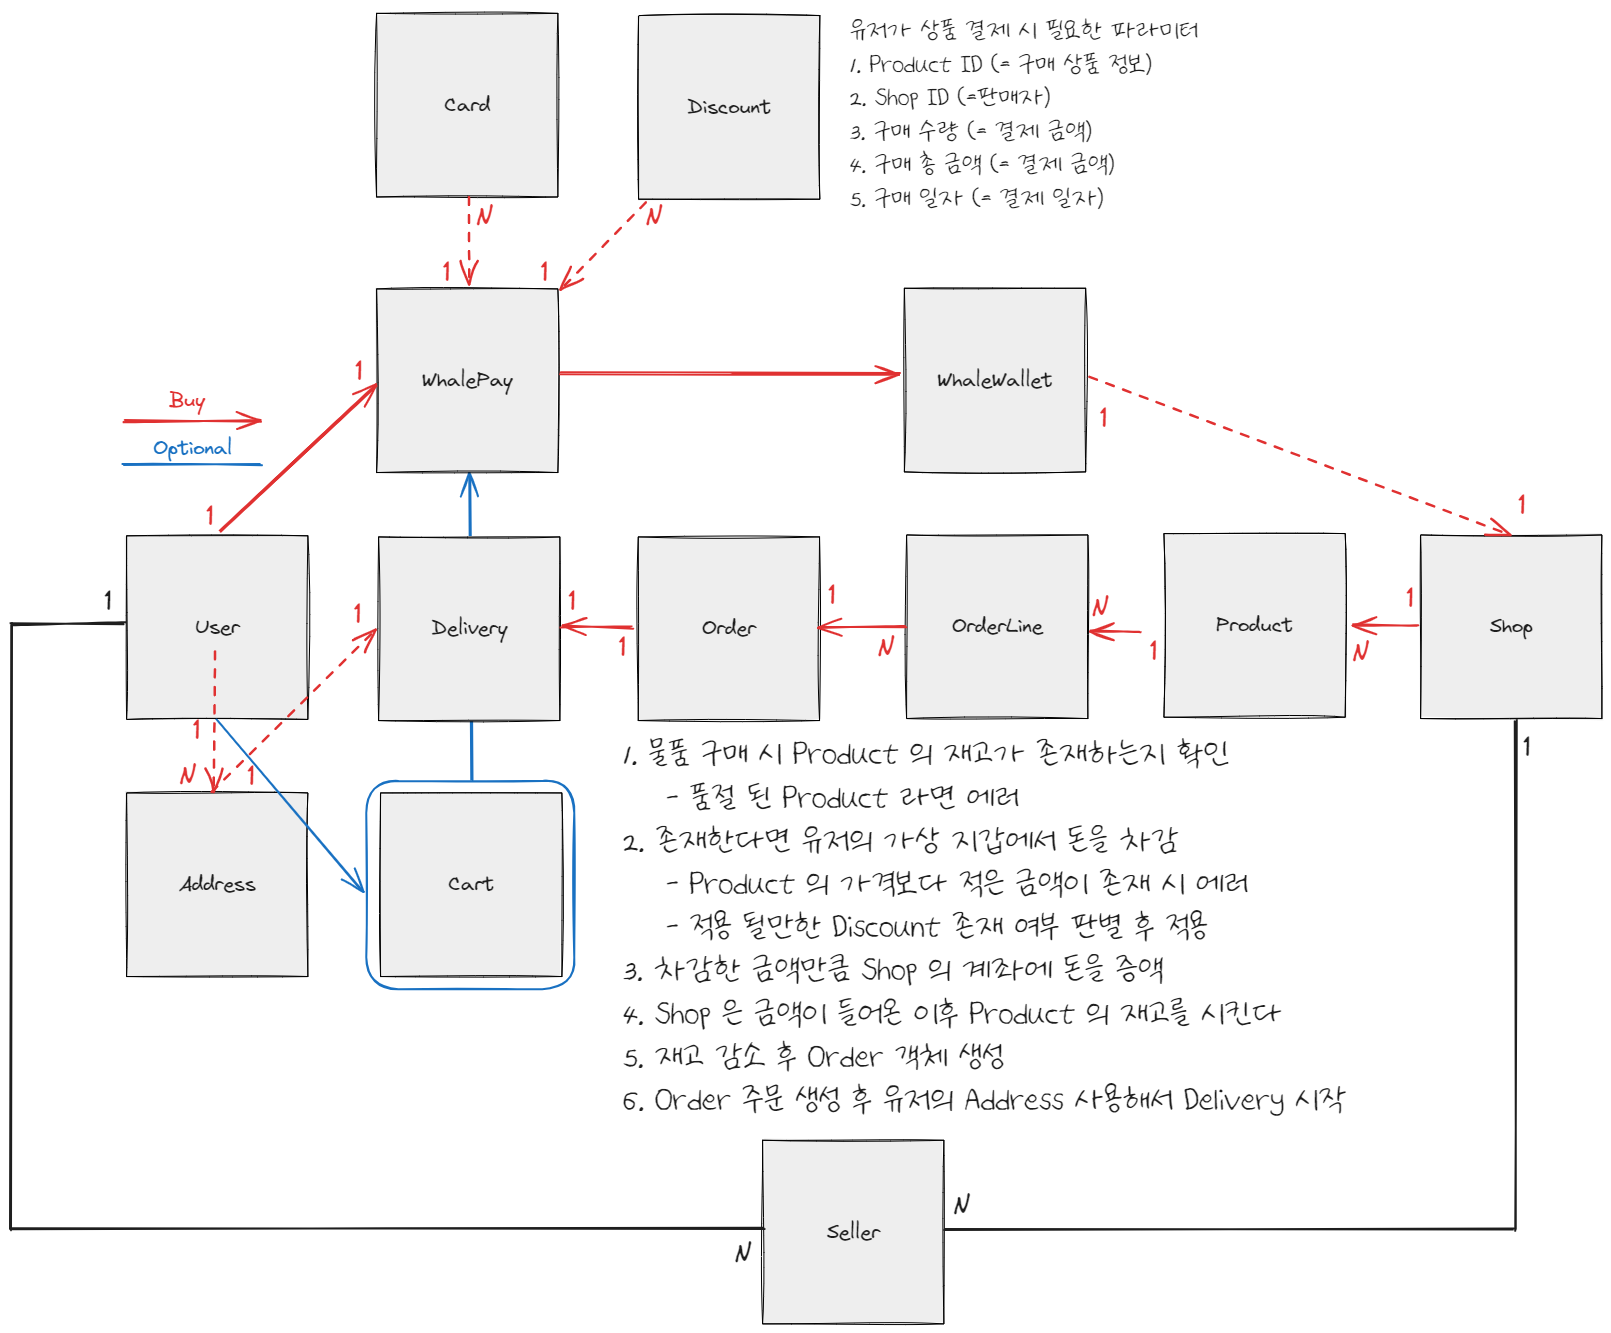 Card
Discount
유저가 상품 결제 시 필요한 파라미터
1. Product ID (= 구매 상품 정보)
2. Shop ID (=판매자)
3. 구매 수량 (= 결제 금액)
4. 구매 총 금액 (= 결제 금액)
5. 구매 일자 (= 결제 일자)
N
N
1
1
WhalePay
WhaleWallet
1
1
Buy
Optional
1
1
1
User
Delivery
Order
OrderLine
Product
Shop
1
1
1
1
N
N
1
1
N
1
N
1
1. 물품 구매 시 Product 의 재고가 존재하는지 확인
- 품절 된 Product 라면 에러
2. 존재한다면 유저의 가상 지갑에서 돈을 차감
- Product 의 가격보다 적은 금액이 존재 시 에러
- 적용 될만한 Discount 존재 여부 판별 후 적용
3. 차감한 금액만큼 Shop 의 계좌에 돈을 증액
4. Shop 은 금액이 들어온 이후 Product 의 재고를 시킨다
5. 재고 감소 후 Order 객체 생성
6. Order 주문 생성 후 유저의 Address 사용해서 Delivery 시작
1
Address
Cart
Seller
N
N